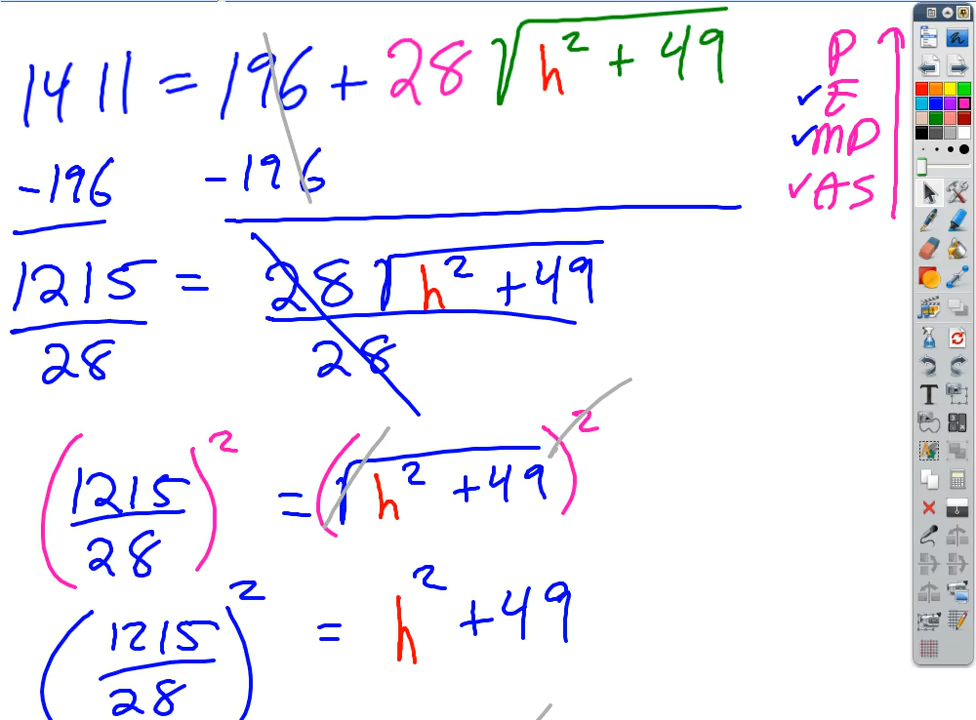 1411 = 196 + 28 √(h² + 49)
P
E
MD
AS
-196 -196
1215 = 28 √(h² + 49)
28 28
(1215/28)² = (√(h² + 49))²
(1215/28)² = h² + 49
T